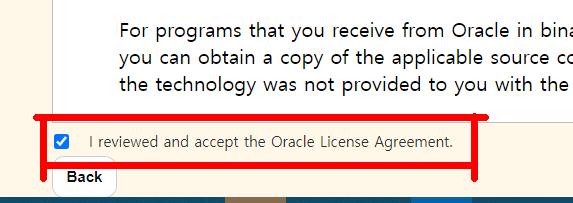 For programs that you receive from Oracle in bina
you can obtain a copy of the applicable source co
the technology was not provided to you with the
I reviewed and accept the Oracle License Agreement.
Back